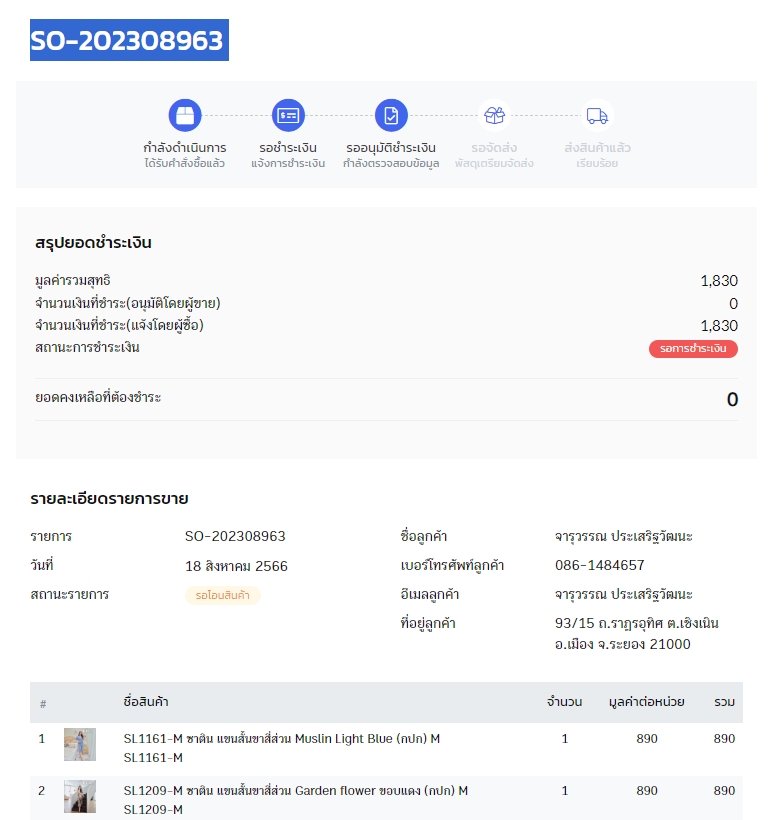 SO-202308963
กำลังดำเนินการ
ได้รับคำสั่งซื้อแล้ว
รอชำระเงิน
แจ้งการชำระเงิน
รออนุมัติชำระเงิน
กำลังตรวจสอบข้อมูล
รอจัดส่ง
พัสดุเตรียมจัดส่ง
ส่งสินค้าแล้ว
เรียบร้อย
สรุปยอดชำระเงิน
มูลค่ารวมสุทธิ 1,830
จำนวนเงินที่ชำระ(อนุมัติโดยผู้ขาย) 0
จำนวนเงินที่ชำระ(แจ้งโดยผู้ซื้อ) 1,830
สถานะการชำระเงิน รอการชำระเงิน
ยอดคงเหลือที่ต้องชำระ 0
รายละเอียดรายการขาย
รายการ SO-202308963
วันที่ 18 สิงหาคม 2566
สถานะรายการ รอโอนสินค้า
ชื่อลูกค้า จารุวรรณ ประเสริฐวัฒนะ
เบอร์โทรศัพท์ลูกค้า 086-1484657
อีเมลลูกค้า จารุวรรณ ประเสริฐวัฒนะ
ที่อยู่ลูกค้า 93/15 ถ.ราฎรอุทิศ ต.เชิงเนิน
อ.เมือง จ.ระยอง 21000
# ชื่อสินค้า จำนวน มูลค่าต่อหน่วย รวม
1 SL1161-M ซาติน แขนสั้นขาสี่ส่วน Muslin Light Blue (กปก) M 1 890 890
SL1161-M
2 SL1209-M ซาติน แขนสั้นขาสี่ส่วน Garden flower ขอบแดง (กปก) M 1 890 890
SL1209-M